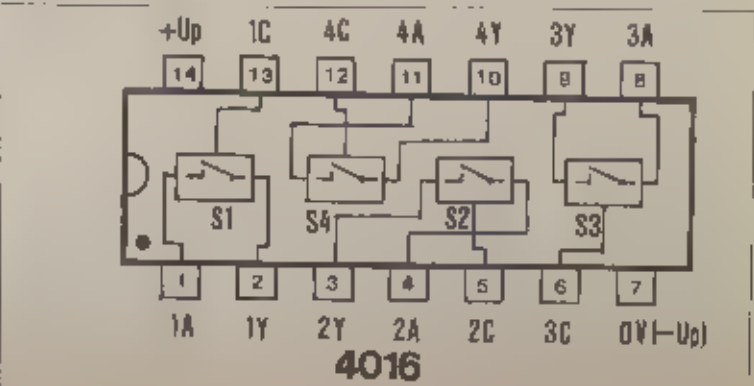 +Up 1C 4C 4A 4Y 3Y 3A
14 13 12 11 10 9 8
S1 S4 S2 S3
1 2 3 4 5 6 7
1A 1Y 2Y 2A 2C 3C 0V(-Up)
4016